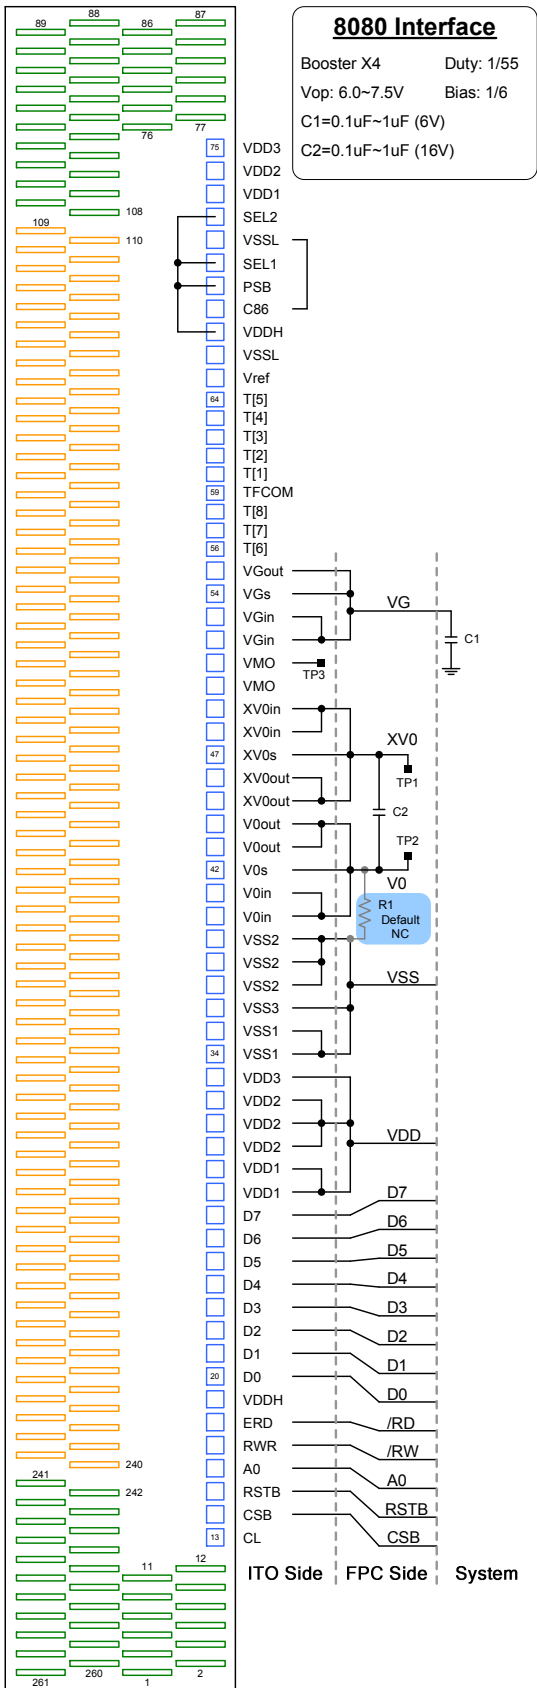 8080 Interface
Booster X4 Duty: 1/55
Vop: 6.0~7.5V Bias: 1/6
C1=0.1uF~1uF (6V)
C2=0.1uF~1uF (16V)
89 88 86 87
76 77
75 VDD3
VDD2
VDD1
108 SEL2
109
110 VSSL
SEL1
PSB
C86
VDDH
VSSL
Vref
64 T[5]
T[4]
T[3]
T[2]
T[1]
59 TFCOM
T[8]
T[7]
56 T[6]
VGout
54 VGs VG
VGin
VGin C1
VMO TP3
VMO
XV0in
XV0in XV0
47 XV0s
XV0out TP1
XV0out
C2
V0out
V0out TP2
42 V0s
V0
V0in R1
V0in Default
NC
VSS2
VSS2
VSS2 VSS
VSS3
VSS1
34 VSS1
VDD3
VDD2
VDD2
VDD2 VDD
VDD1
VDD1 D7
D7
D6 D6
D5 D5
D4 D4
D3 D3
D2 D2
D1 D1
20 D0 D0
VDDH
ERD /RD
RWR /RW
240
241 A0 A0
242 RSTB RSTB
CSB CSB
13 CL
11 12
ITO Side FPC Side System
261 260 1 2